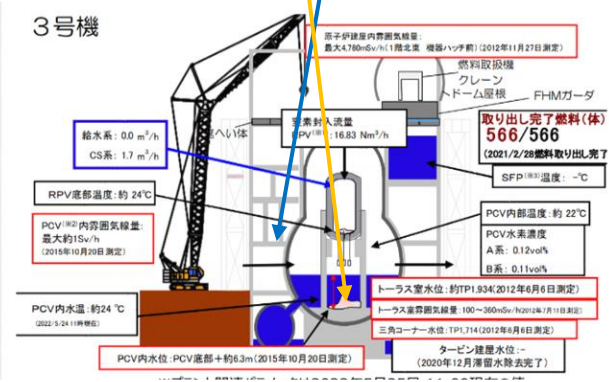 3号機
原子炉建屋内雰囲気線量:
最大4,780mSv/h(1階北東 機器ハッチ前)(2012年11月27日測定)
燃料取扱機
クレーン
ドーム屋根
FHMガーダ
遮へい体
窒素封入流量
RPV(※1): 16.83 Nm³/h
取り出し完了燃料(体)
566/566
(2021/2/28燃料取り出し完了
給水系: 0.0 m³/h
CS系: 1.7 m³/h
SFP(※3)温度: -℃
RPV底部温度: 約 24℃
PCV(※2)内雰囲気線量:
最大約1Sv/h
(2015年10月20日測定)
PCV内部温度: 約 22℃
PCV水素濃度
A系: 0.12vol%
B系: 0.11vol%
トーラス室水位: 約TP1,934(2012年6月6日測定)
トーラス室雰囲気線量: 100～360mSv/h(2012年7月11日測定)
三角コーナー水位: TP1,714(2012年6月6日測定)
PCV内水温: 約24 ℃
(2022/5/24 11時現在)
PCV内水位: PCV底部＋約6.3m(2015年10月20日測定)
タービン建屋水位: -
(2020年12月滞留水除去完了)